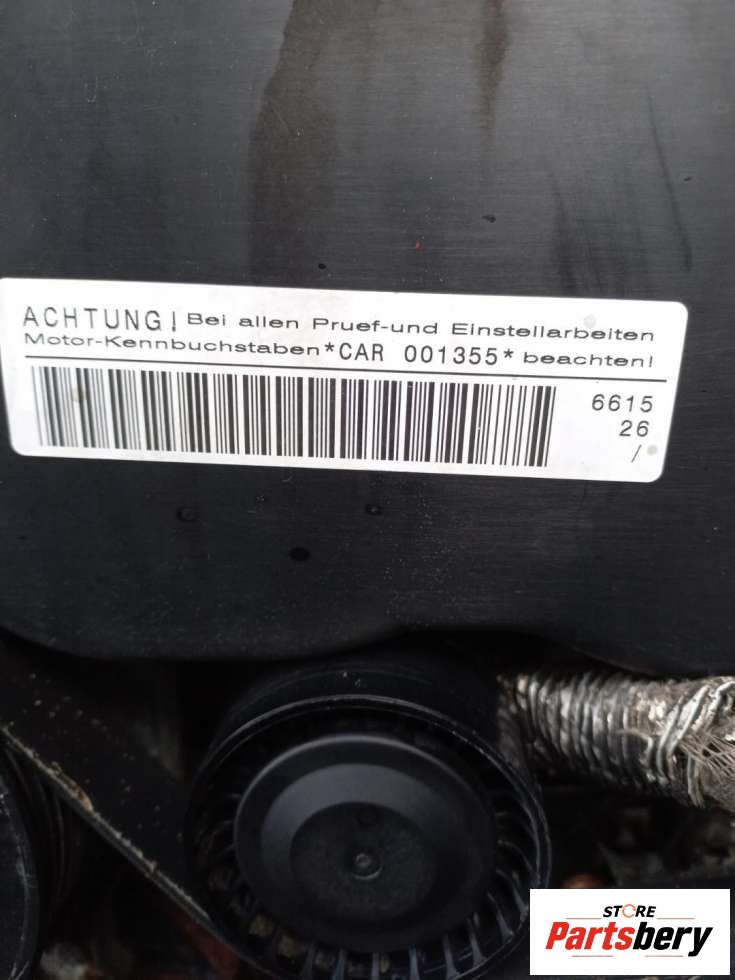 ACHTUNG! Bei allen Pruef-und Einstellarbeiten
Motor-Kennbuchstaben *CAR 001355* beachten!
6615
26
/
STORE
Partsbery